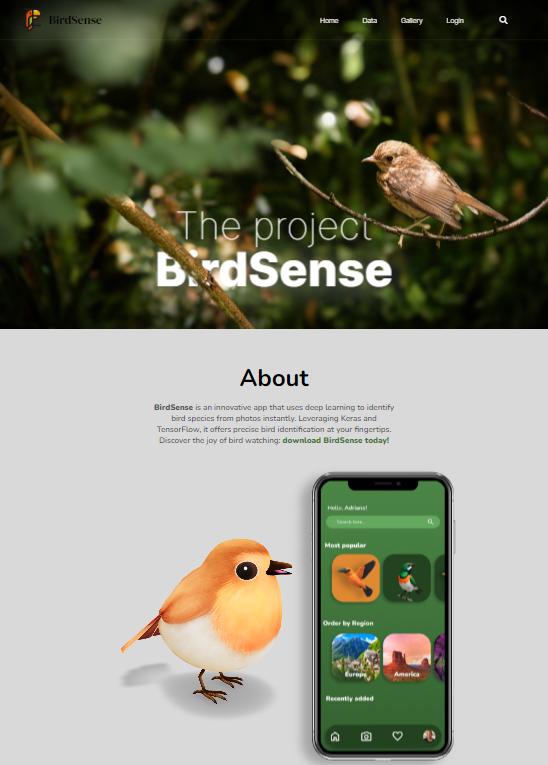 BirdSense
Home Data Gallery Login
The project
BirdSense
About
BirdSense is an innovative app that uses deep learning to identify
bird species from photos instantly. Leveraging Keras and
TensorFlow, it offers precise bird identification at your fingertips.
Discover the joy of bird watching: download BirdSense today!
Hello, Adriano!
Search here...
Most popular
Order by Region
Europe America
Recently added